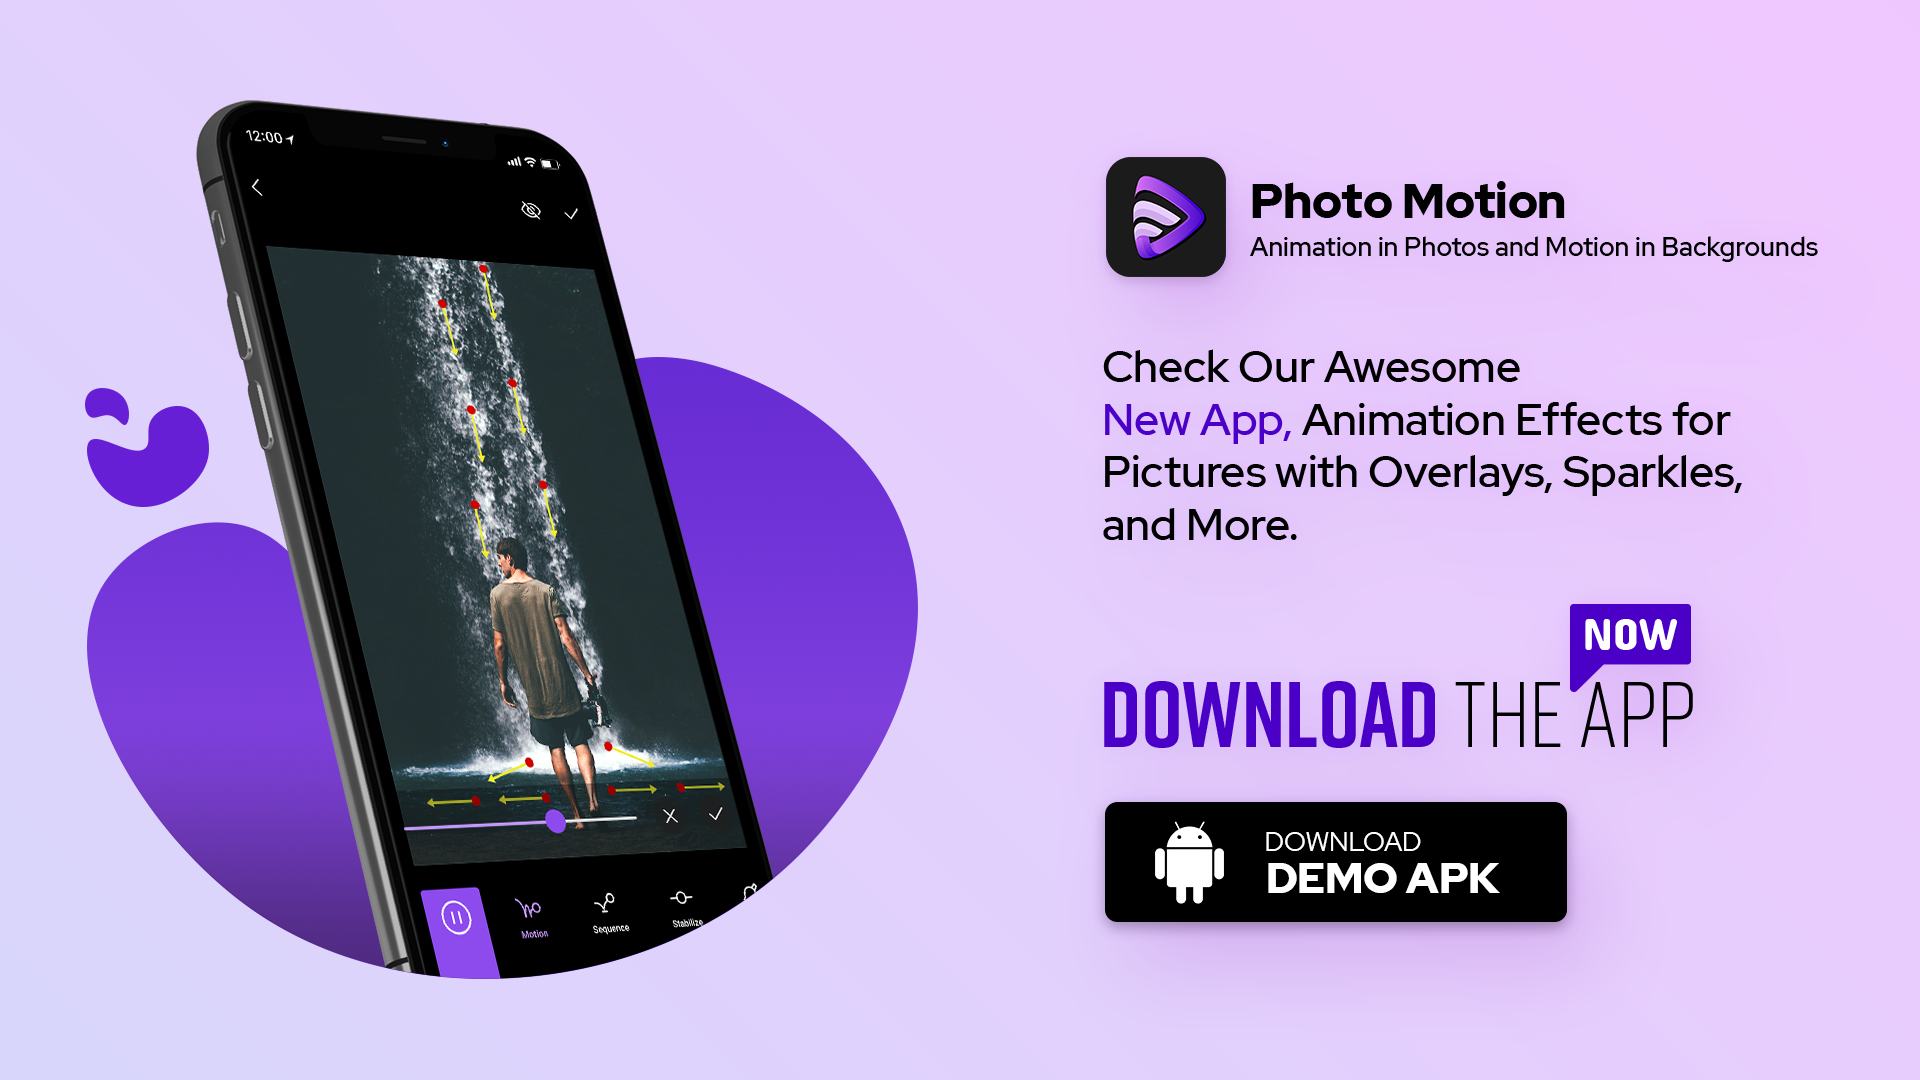 12:00
Motion
Sequence
Stabilize
Photo Motion
Animation in Photos and Motion in Backgrounds
Check Our Awesome
New App, Animation Effects for
Pictures with Overlays, Sparkles,
and More.
NOW
DOWNLOAD THE APP
DOWNLOAD
DEMO APK